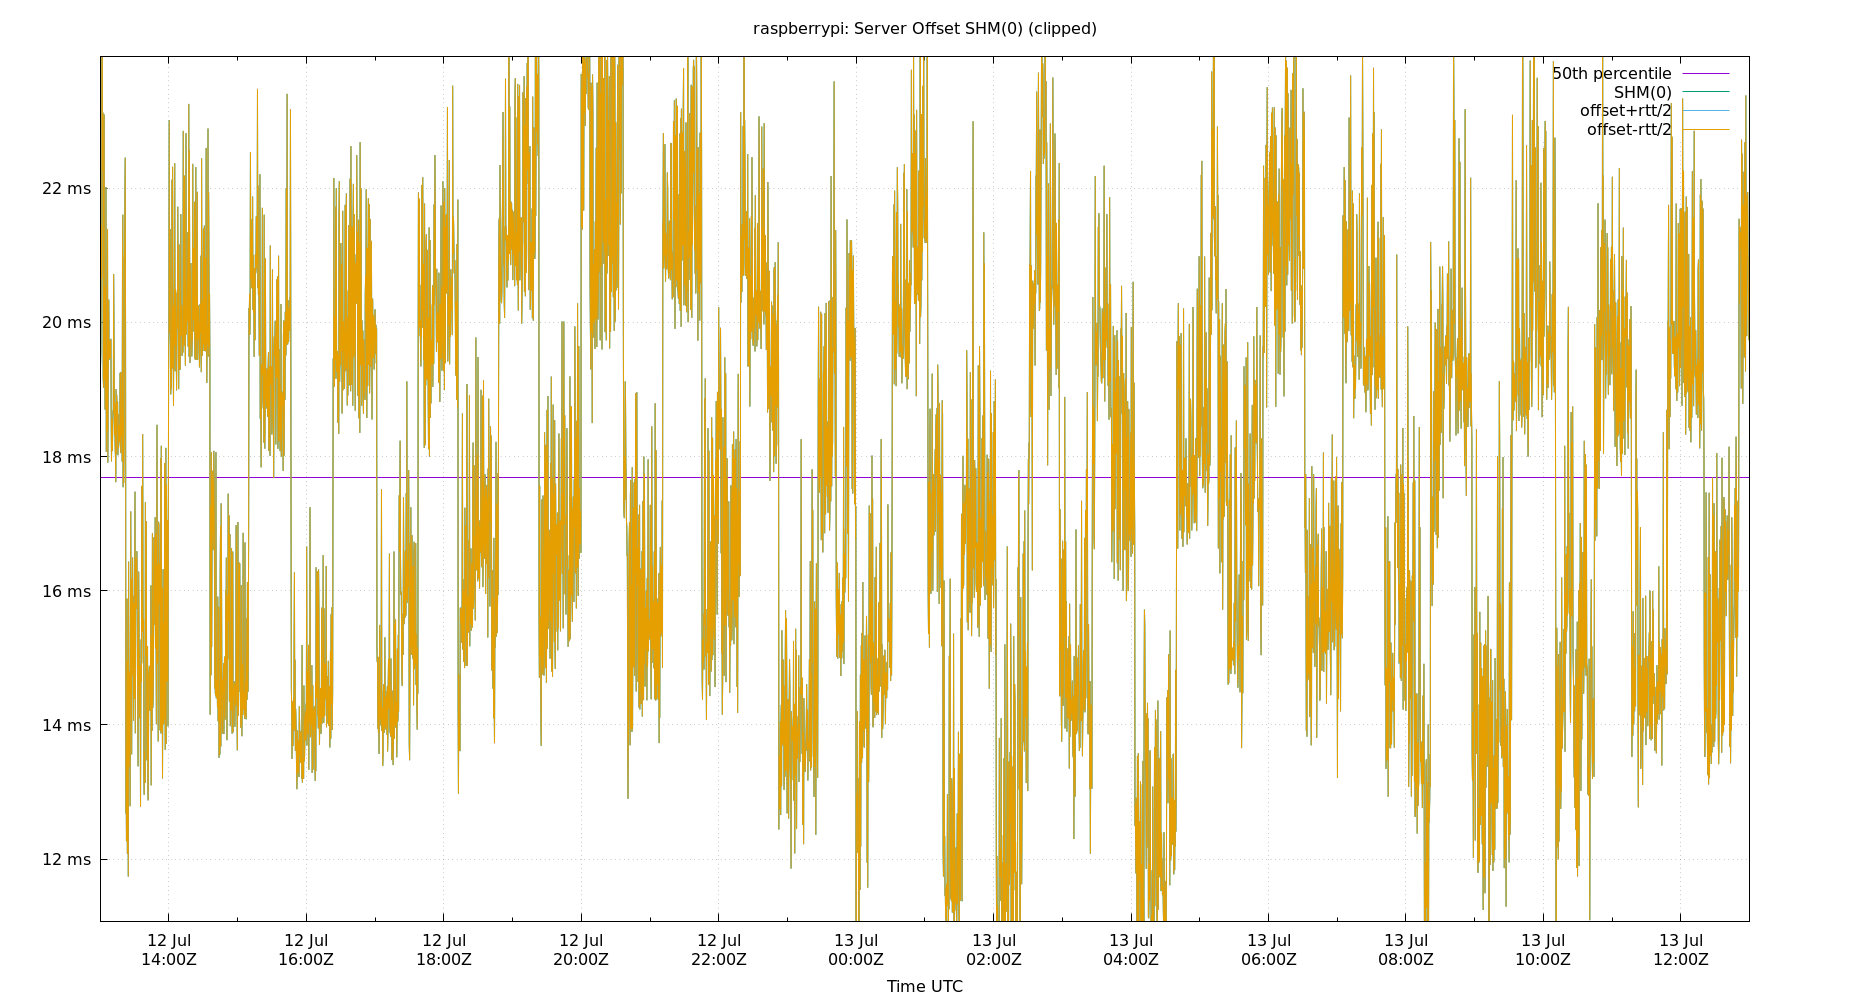 raspberrypi: Server Offset SHM(0) (clipped)
50th percentile
SHM(0)
offset+rtt/2
offset-rtt/2
22 ms
20 ms
18 ms
16 ms
14 ms
12 ms
12 Jul 12 Jul 12 Jul 12 Jul 12 Jul 13 Jul 13 Jul 13 Jul 13 Jul 13 Jul 13 Jul 13 Jul
14:00Z 16:00Z 18:00Z 20:00Z 22:00Z 00:00Z 02:00Z 04:00Z 06:00Z 08:00Z 10:00Z 12:00Z
Time UTC